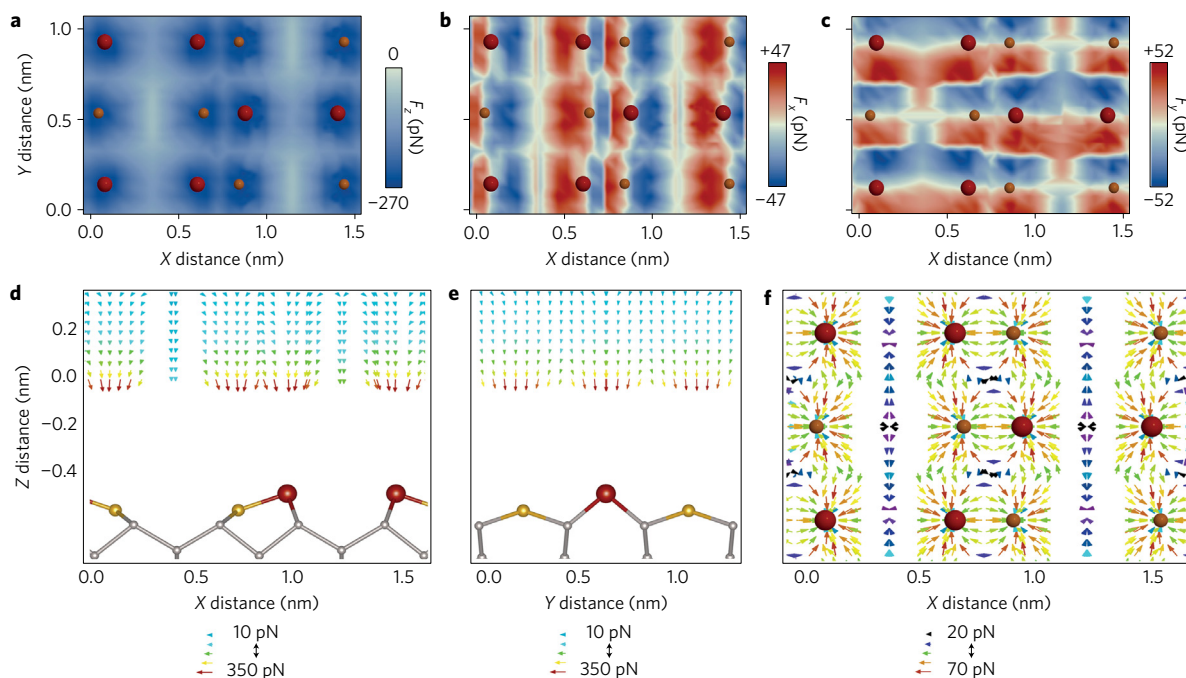 a
b
c
1.0
0.5
0.0
Y distance (nm)
0.0 0.5 1.0 1.5
X distance (nm)
0
F_z
−270
0.0 0.5 1.0 1.5
X distance (nm)
+47
F_x (pN)
−47
0.0 0.5 1.0 1.5
X distance (nm)
+52
F_y (pN)
−52
d
e
f
0.2
0.0
−0.2
−0.4
Z distance (nm)
0.0 0.5 1.0 1.5
X distance (nm)
10 pN
350 pN
0.0 0.5 1.0
Y distance (nm)
10 pN
350 pN
0.0 0.5 1.0 1.5
X distance (nm)
20 pN
70 pN